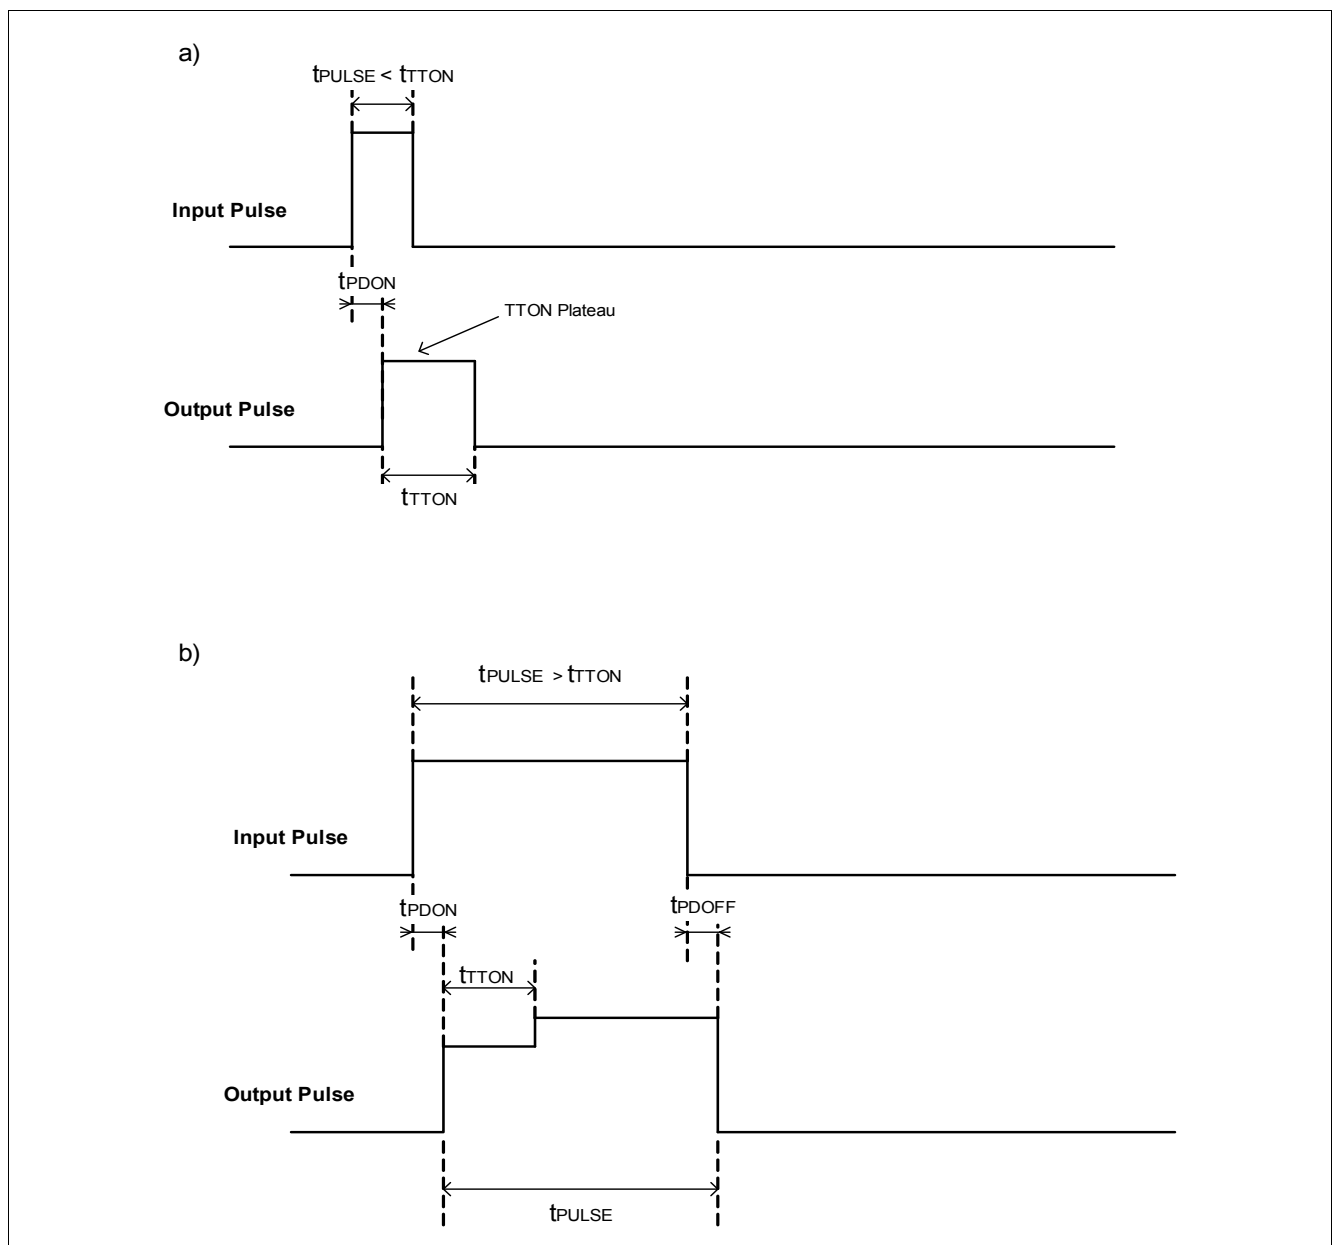 a)
tPULSE < tTTON
Input Pulse
tPDON
TTON Plateau
Output Pulse
tTTON
b)
tPULSE > tTTON
Input Pulse
tPDON
tPDOFF
tTTON
Output Pulse
tPULSE